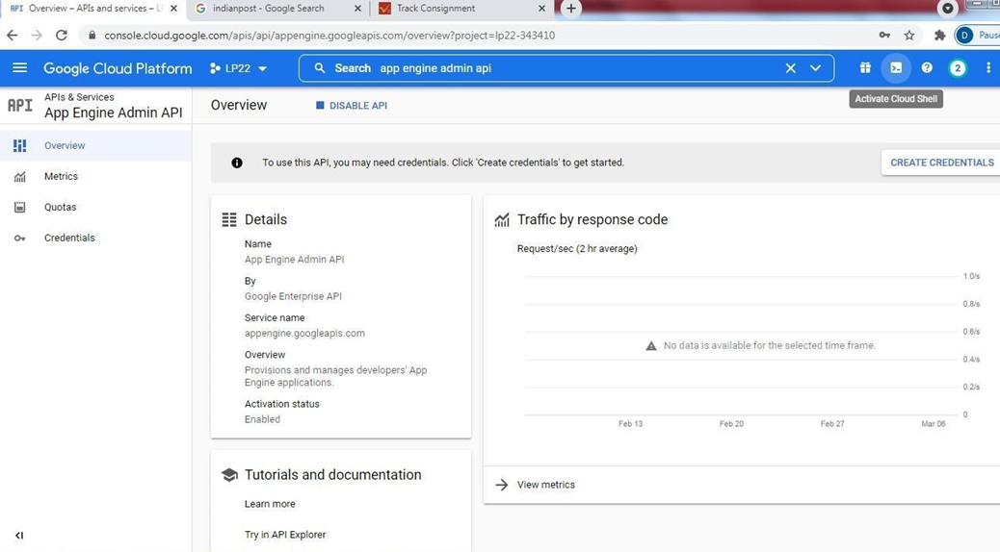 API Overview – APIs and services – L
indianpost - Google Search
Track Consignment
console.cloud.google.com/apis/api/appengine.googleapis.com/overview?project=lp22-343410
D Pause
Google Cloud Platform
LP22
Search app engine admin api
2
Activate Cloud Shell
API APIs & Services
App Engine Admin API
Overview
Metrics
Quotas
Credentials
Overview
DISABLE API
To use this API, you may need credentials. Click 'Create credentials' to get started.
CREATE CREDENTIALS
Details
Name
App Engine Admin API
By
Google Enterprise API
Service name
appengine.googleapis.com
Overview
Provisions and manages developers' App
Engine applications.
Activation status
Enabled
Tutorials and documentation
Learn more
Try in API Explorer
Traffic by response code
Request/sec (2 hr average)
1.0/s
0.8/s
0.6/s
No data is available for the selected time frame.
0.4/s
0.2/s
0
Feb 13 Feb 20 Feb 27 Mar 06
View metrics